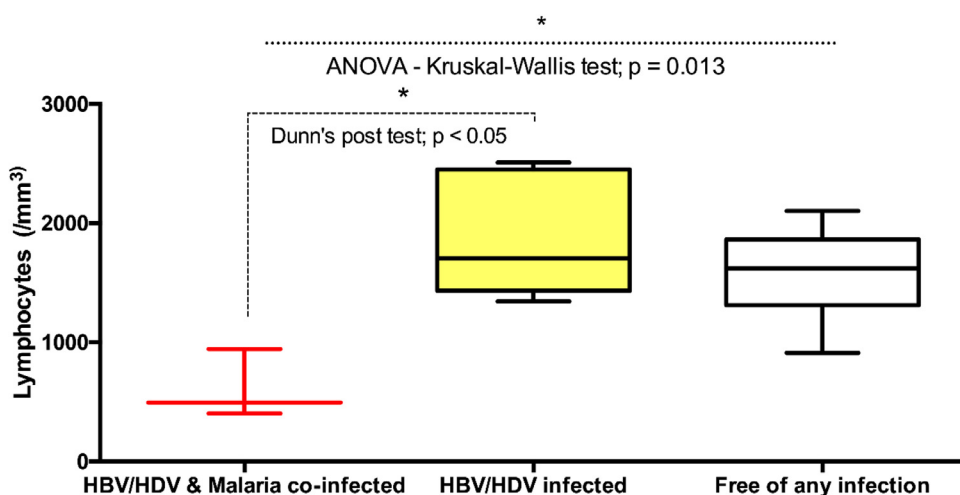 *
ANOVA - Kruskal-Wallis test; p = 0.013
*
Dunn's post test; p < 0.05
Lymphocytes (/mm³)
3000
2000
1000
0
HBV/HDV & Malaria co-infected
HBV/HDV infected
Free of any infection